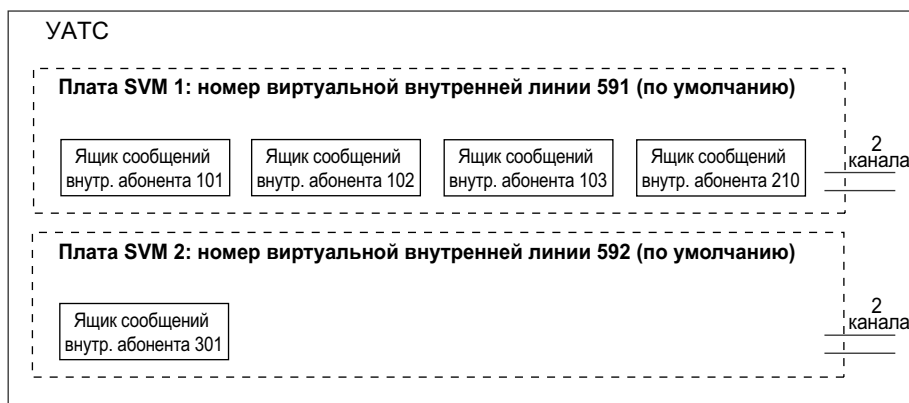 УАТС
Плата SVM 1: номер виртуальной внутренней линии 591 (по умолчанию)
Ящик сообщений
внутр. абонента 101
Ящик сообщений
внутр. абонента 102
Ящик сообщений
внутр. абонента 103
Ящик сообщений
внутр. абонента 210
2
канала
Плата SVM 2: номер виртуальной внутренней линии 592 (по умолчанию)
Ящик сообщений
внутр. абонента 301
2
канала